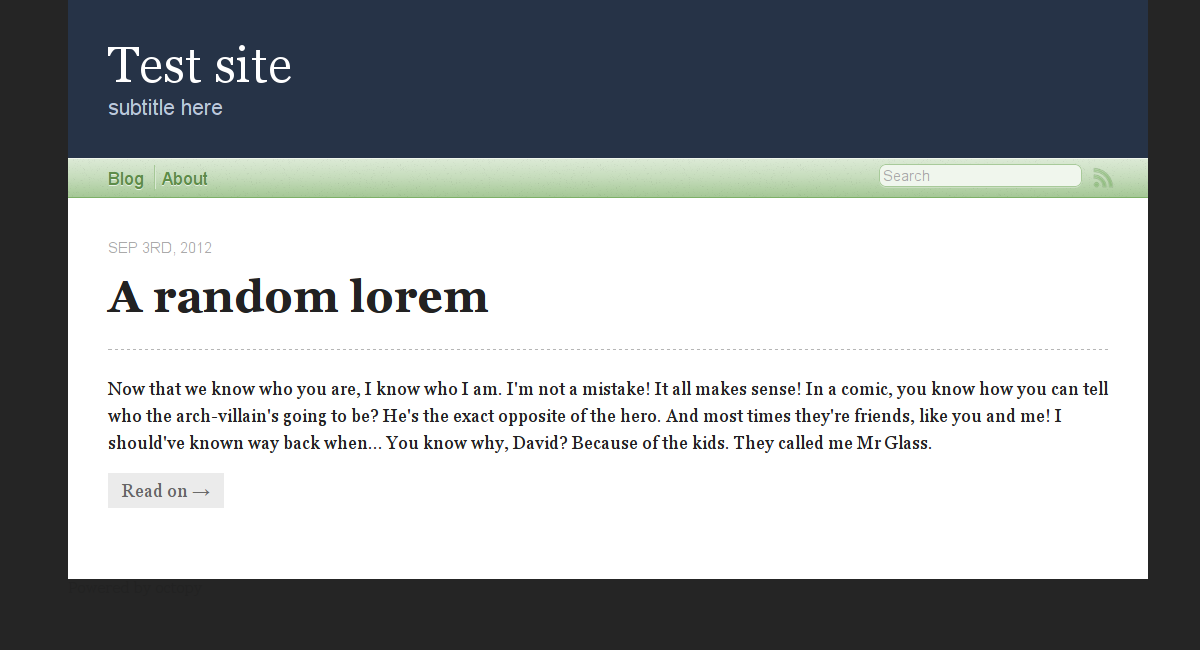 Test site
subtitle here
Blog
About
Search
SEP 3RD, 2012
A random lorem
Now that we know who you are, I know who I am. I'm not a mistake! It all makes sense! In a comic, you know how you can tell
who the arch-villain's going to be? He's the exact opposite of the hero. And most times they're friends, like you and me! I
should've known way back when... You know why, David? Because of the kids. They called me Mr Glass.
Read on →